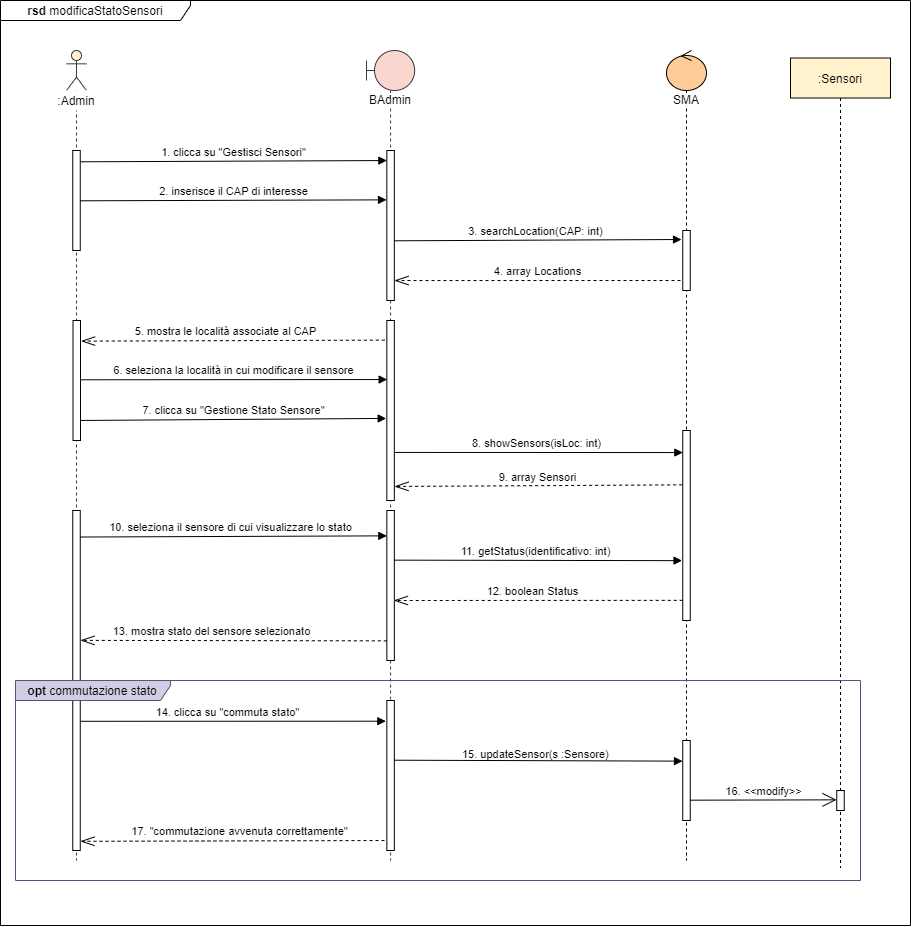 rsd modificaStatoSensori
:Admin
BAdmin
SMA
:Sensori
1. clicca su "Gestisci Sensori"
2. inserisce il CAP di interesse
3. searchLocation(CAP: int)
4. array Locations
5. mostra le località associate al CAP
6. seleziona la località in cui modificare il sensore
7. clicca su "Gestione Stato Sensore"
8. showSensors(isLoc: int)
9. array Sensori
10. seleziona il sensore di cui visualizzare lo stato
11. getStatus(identificativo: int)
12. boolean Status
13. mostra stato del sensore selezionato
opt commutazione stato
14. clicca su "commuta stato"
15. updateSensor(s :Sensore)
16. <<modify>>
17. "commutazione avvenuta correttamente"